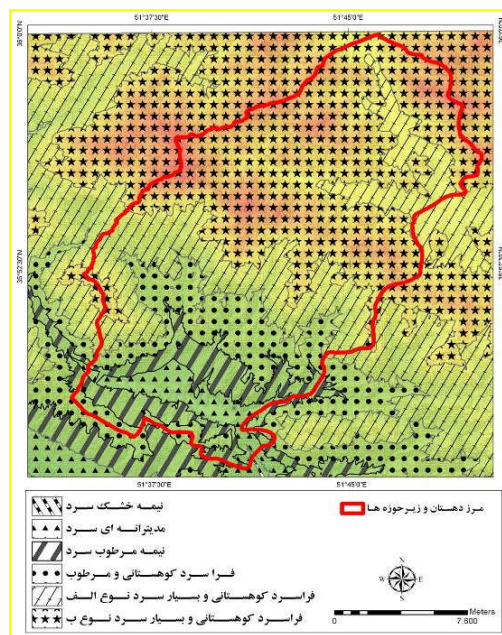 51°37'30"E 51°45'0"E
36°0'0"N
35°52'30"N
51°37'30"E 51°45'0"E
نیمه خشک سرد
مدیترانه ای سرد
نیمه مرطوب سرد
فرا سرد کوهستانی و مرطوب
فراسرد کوهستانی و بسیار سرد نوع الف
فراسرد کوهستانی و بسیار سرد نوع ب
مرز دهستان و زیرحوزه ها
N
W E
S
Meters
0 7,600